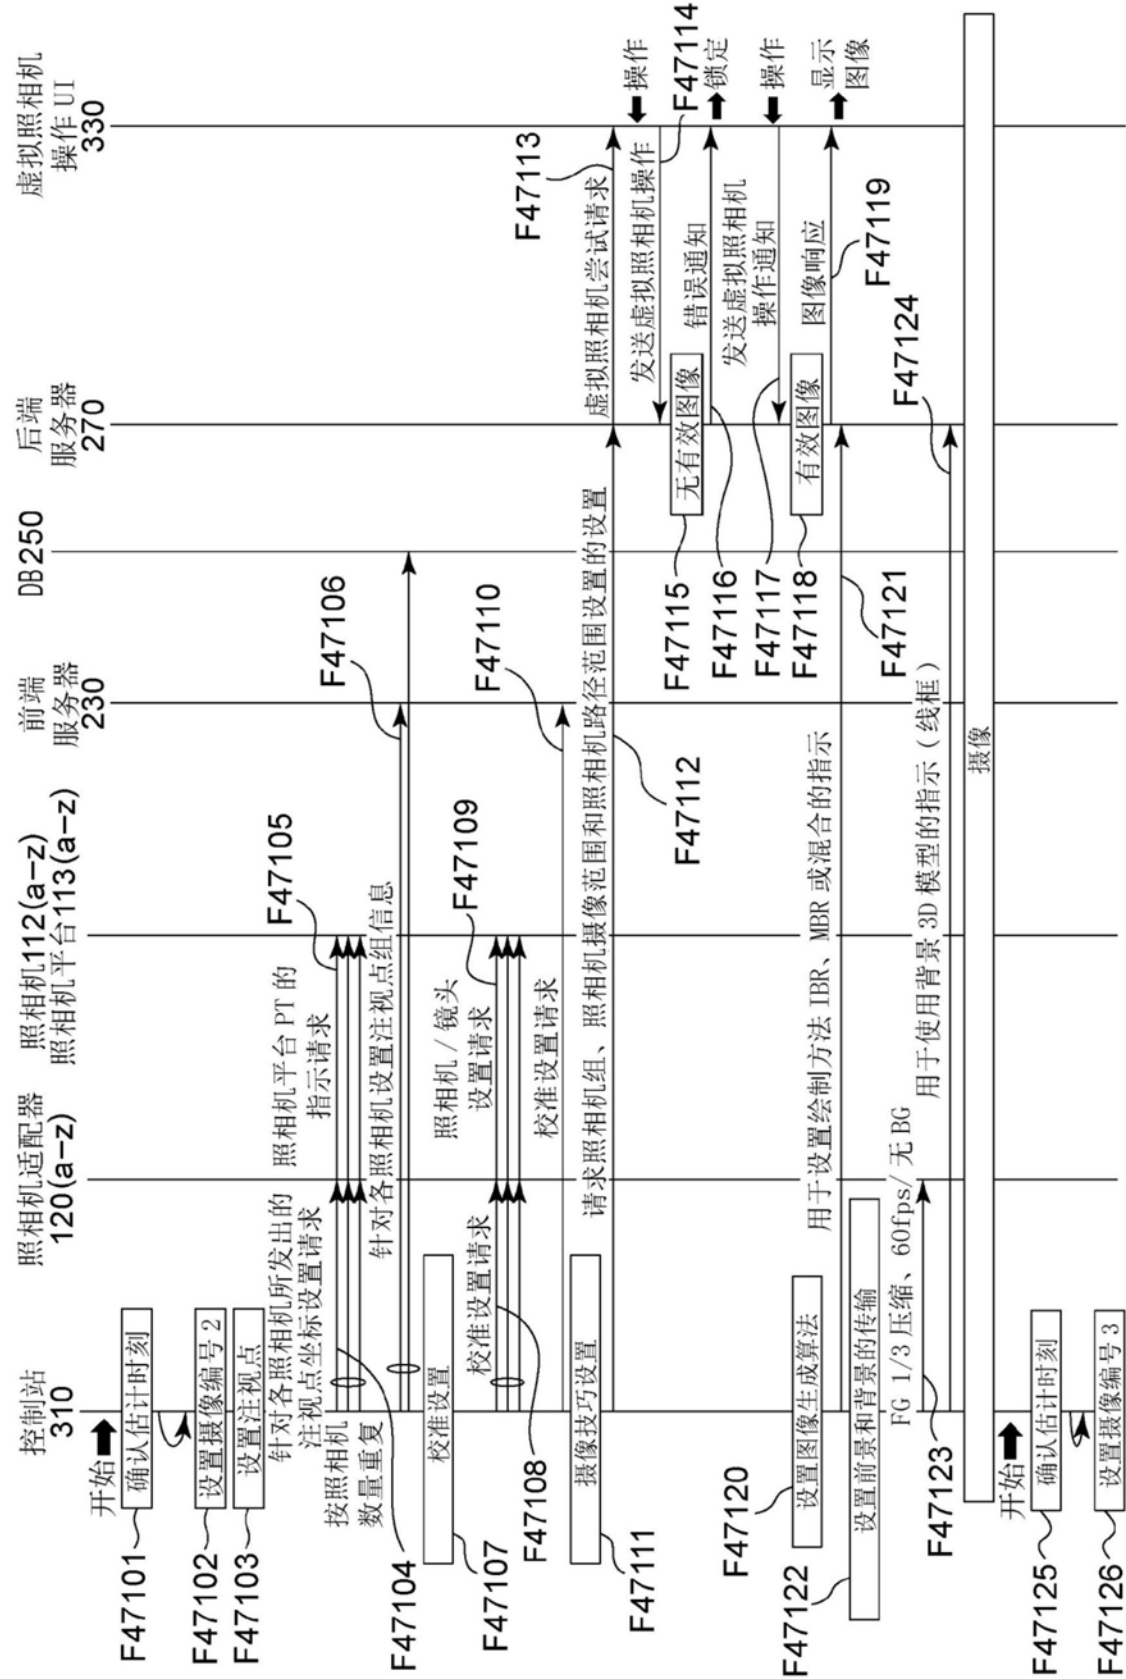 控制站
310
照相机适配器
120(a-z)
照相机112(a-z)
照相机平台113(a-z)
前端
服务器
230
DB250
后端
服务器
270
虚拟照相机
操作UI
330
开始
F47101
确认估计时刻
F47102
设置摄像编号2
F47103
设置注视点
针对各照相机所发出的
注视点坐标设置请求
按照相机
数量重复
F47104
照相机平台PT的
指示请求
F47105
针对各照相机设置注视点组信息
F47106
F47107
校准设置
校准设置请求
F47108
照相机/镜头
设置请求
F47109
校准设置请求
F47110
F47111
摄像技巧设置
请求照相机组、照相机摄像范围和照相机路径范围设置的设置
F47112
虚拟照相机尝试请求
F47113
操作
发送虚拟照相机操作
F47114
F47115
无有效图像
错误通知
锁定
F47116
发送虚拟照相机
操作通知
操作
F47117
F47118
有效图像
图像响应
显示
图像
F47119
F47120
设置图像生成算法
用于设置绘制方法IBR、MBR或混合的指示
F47121
F47122
设置前景和背景的传输
FG 1/3压缩、60fps/无BG
F47123
用于使用背景3D模型的指示(线框)
F47124
摄像
开始
F47125
确认估计时刻
F47126
设置摄像编号3